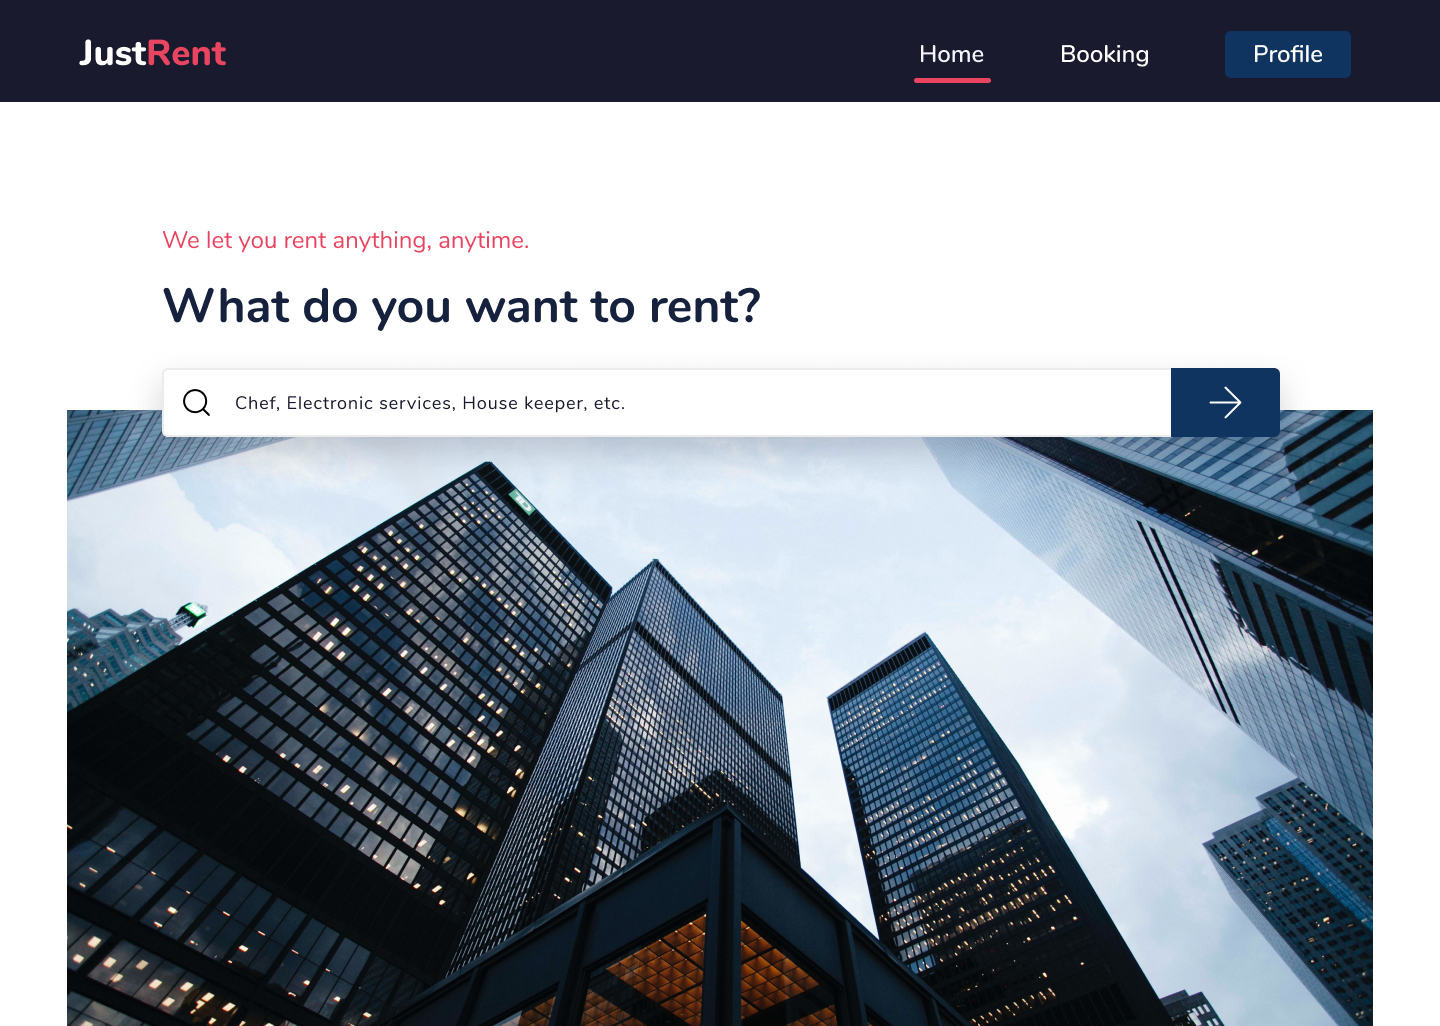 JustRent
Home
Booking
Profile
We let you rent anything, anytime.
What do you want to rent?
Chef, Electronic services, House keeper, etc.
TD